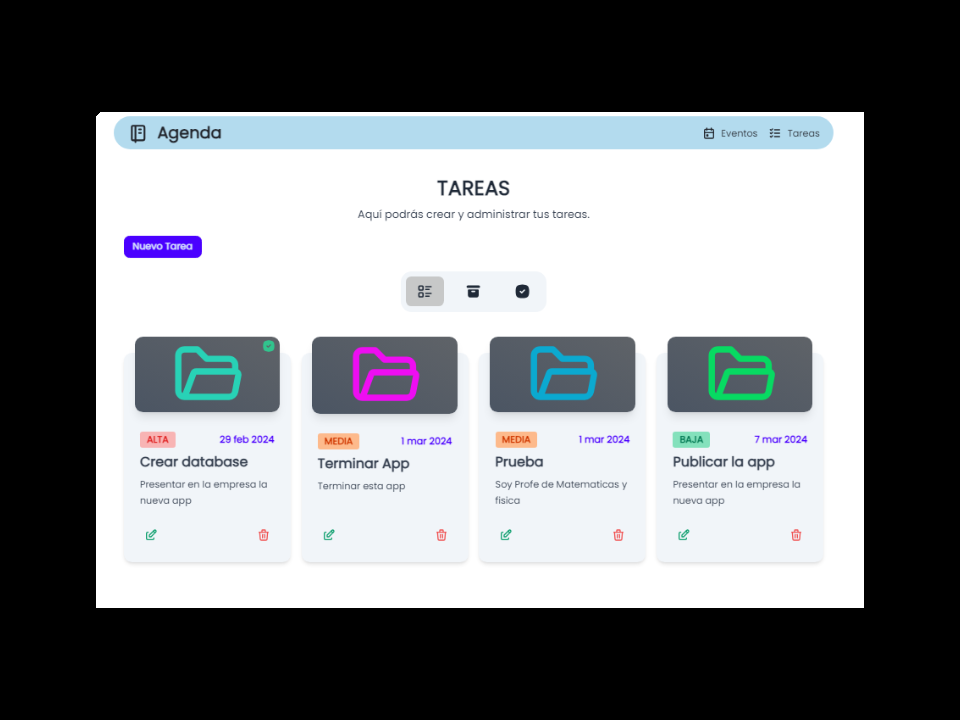 Agenda
Eventos
Tareas
TAREAS
Aquí podrás crear y administrar tus tareas.
Nuevo Tarea
ALTA
29 feb 2024
Crear database
Presentar en la empresa la
nueva app
MEDIA
1 mar 2024
Terminar App
Terminar esta app
MEDIA
1 mar 2024
Prueba
Soy Profe de Matematicas y
fisica
BAJA
7 mar 2024
Publicar la app
Presentar en la empresa la
nueva app